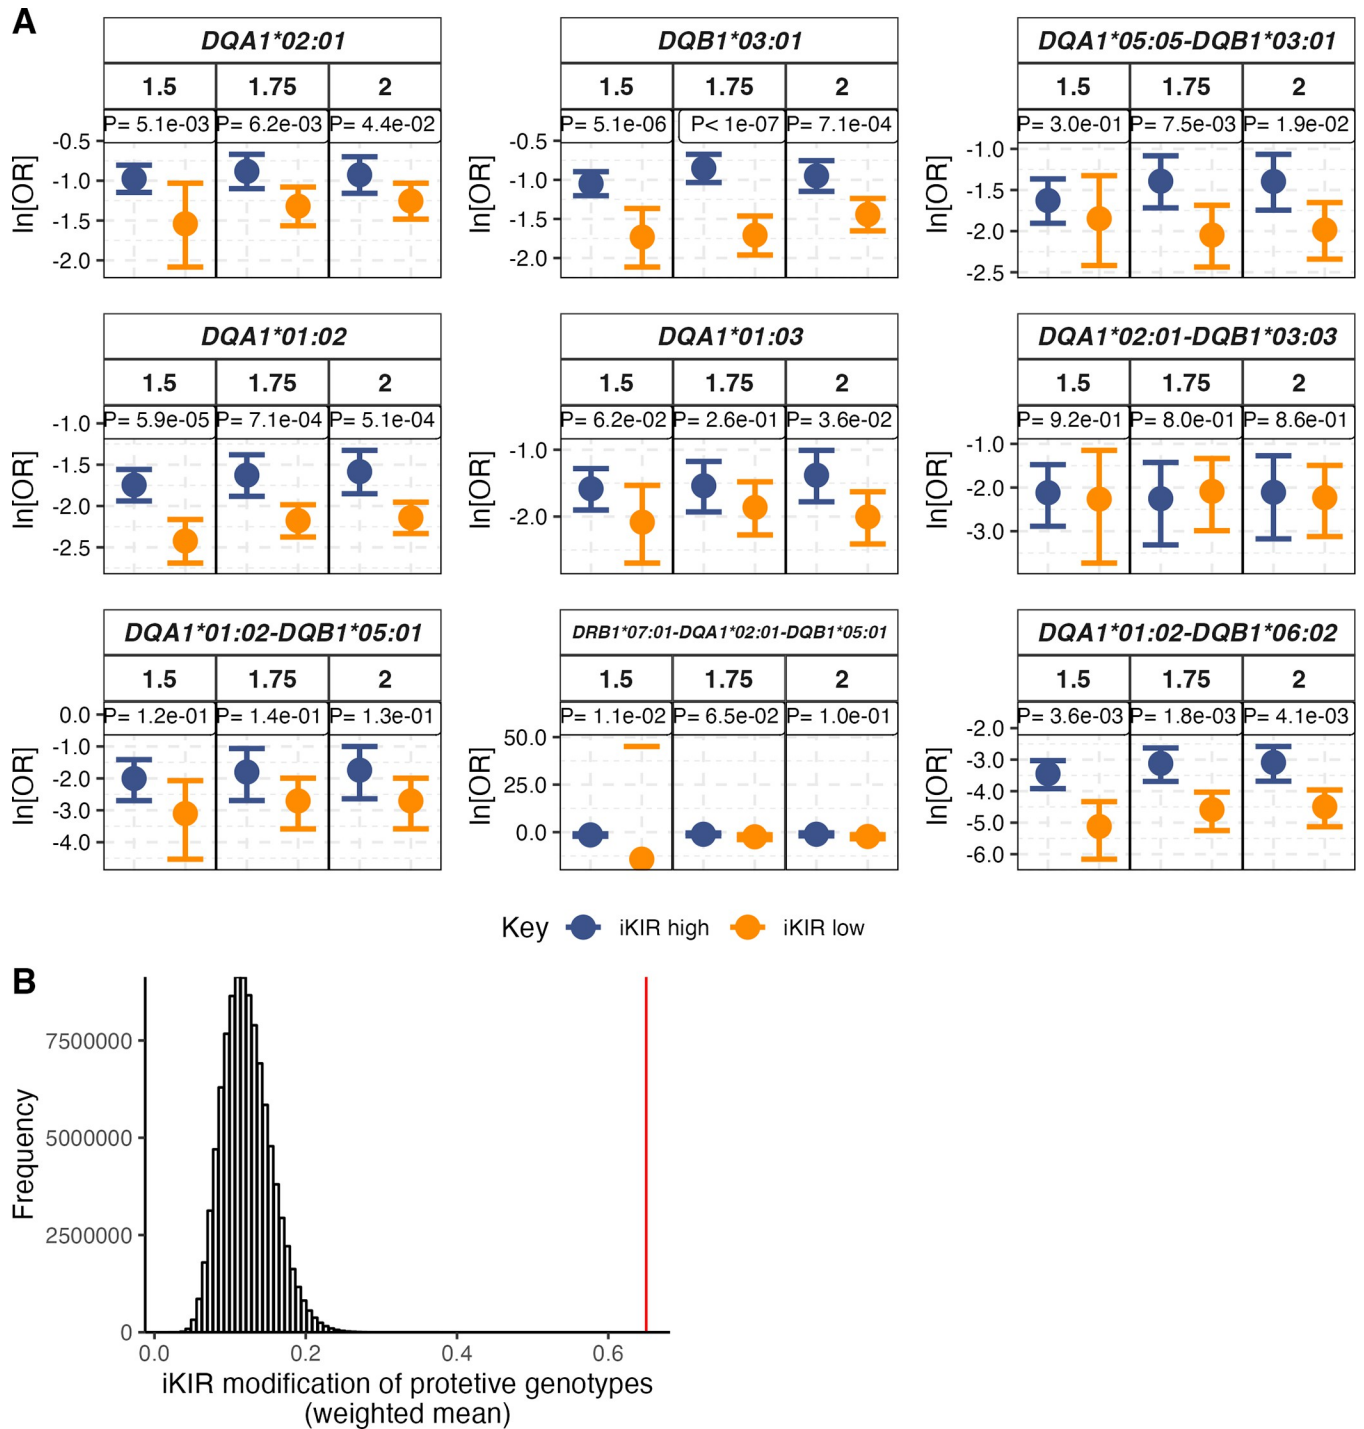 A
DQA1*02:01
DQB1*03:01
DQA1*05:05-DQB1*03:01
1.5 1.75 2
1.5 1.75 2
1.5 1.75 2
P= 5.1e-03 P= 6.2e-03 P= 4.4e-02
P= 5.1e-06 P< 1e-07 P= 7.1e-04
P= 3.0e-01 P= 7.5e-03 P= 1.9e-02
ln[OR]
-0.5
-1.0
-1.5
-2.0
ln[OR]
-0.5
-1.0
-1.5
-2.0
ln[OR]
-1.0
-1.5
-2.0
-2.5
DQA1*01:02
DQA1*01:03
DQA1*02:01-DQB1*03:03
1.5 1.75 2
1.5 1.75 2
1.5 1.75 2
P= 5.9e-05 P= 7.1e-04 P= 5.1e-04
P= 6.2e-02 P= 2.6e-01 P= 3.6e-02
P= 9.2e-01 P= 8.0e-01 P= 8.6e-01
ln[OR]
-1.0
-1.5
-2.0
-2.5
ln[OR]
-1.0
-2.0
ln[OR]
-1.0
-2.0
-3.0
DQA1*01:02-DQB1*05:01
DRB1*07:01-DQA1*02:01-DQB1*05:01
DQA1*01:02-DQB1*06:02
1.5 1.75 2
1.5 1.75 2
1.5 1.75 2
P= 1.2e-01 P= 1.4e-01 P= 1.3e-01
P= 1.1e-02 P= 6.5e-02 P= 1.0e-01
P= 3.6e-03 P= 1.8e-03 P= 4.1e-03
ln[OR]
0.0
-1.0
-2.0
-3.0
-4.0
ln[OR]
50.0
25.0
0.0
ln[OR]
-2.0
-3.0
-4.0
-5.0
-6.0
Key iKIR high iKIR low
B
Frequency
7500000
5000000
2500000
0
0.0 0.2 0.4 0.6
iKIR modification of protetive genotypes
(weighted mean)